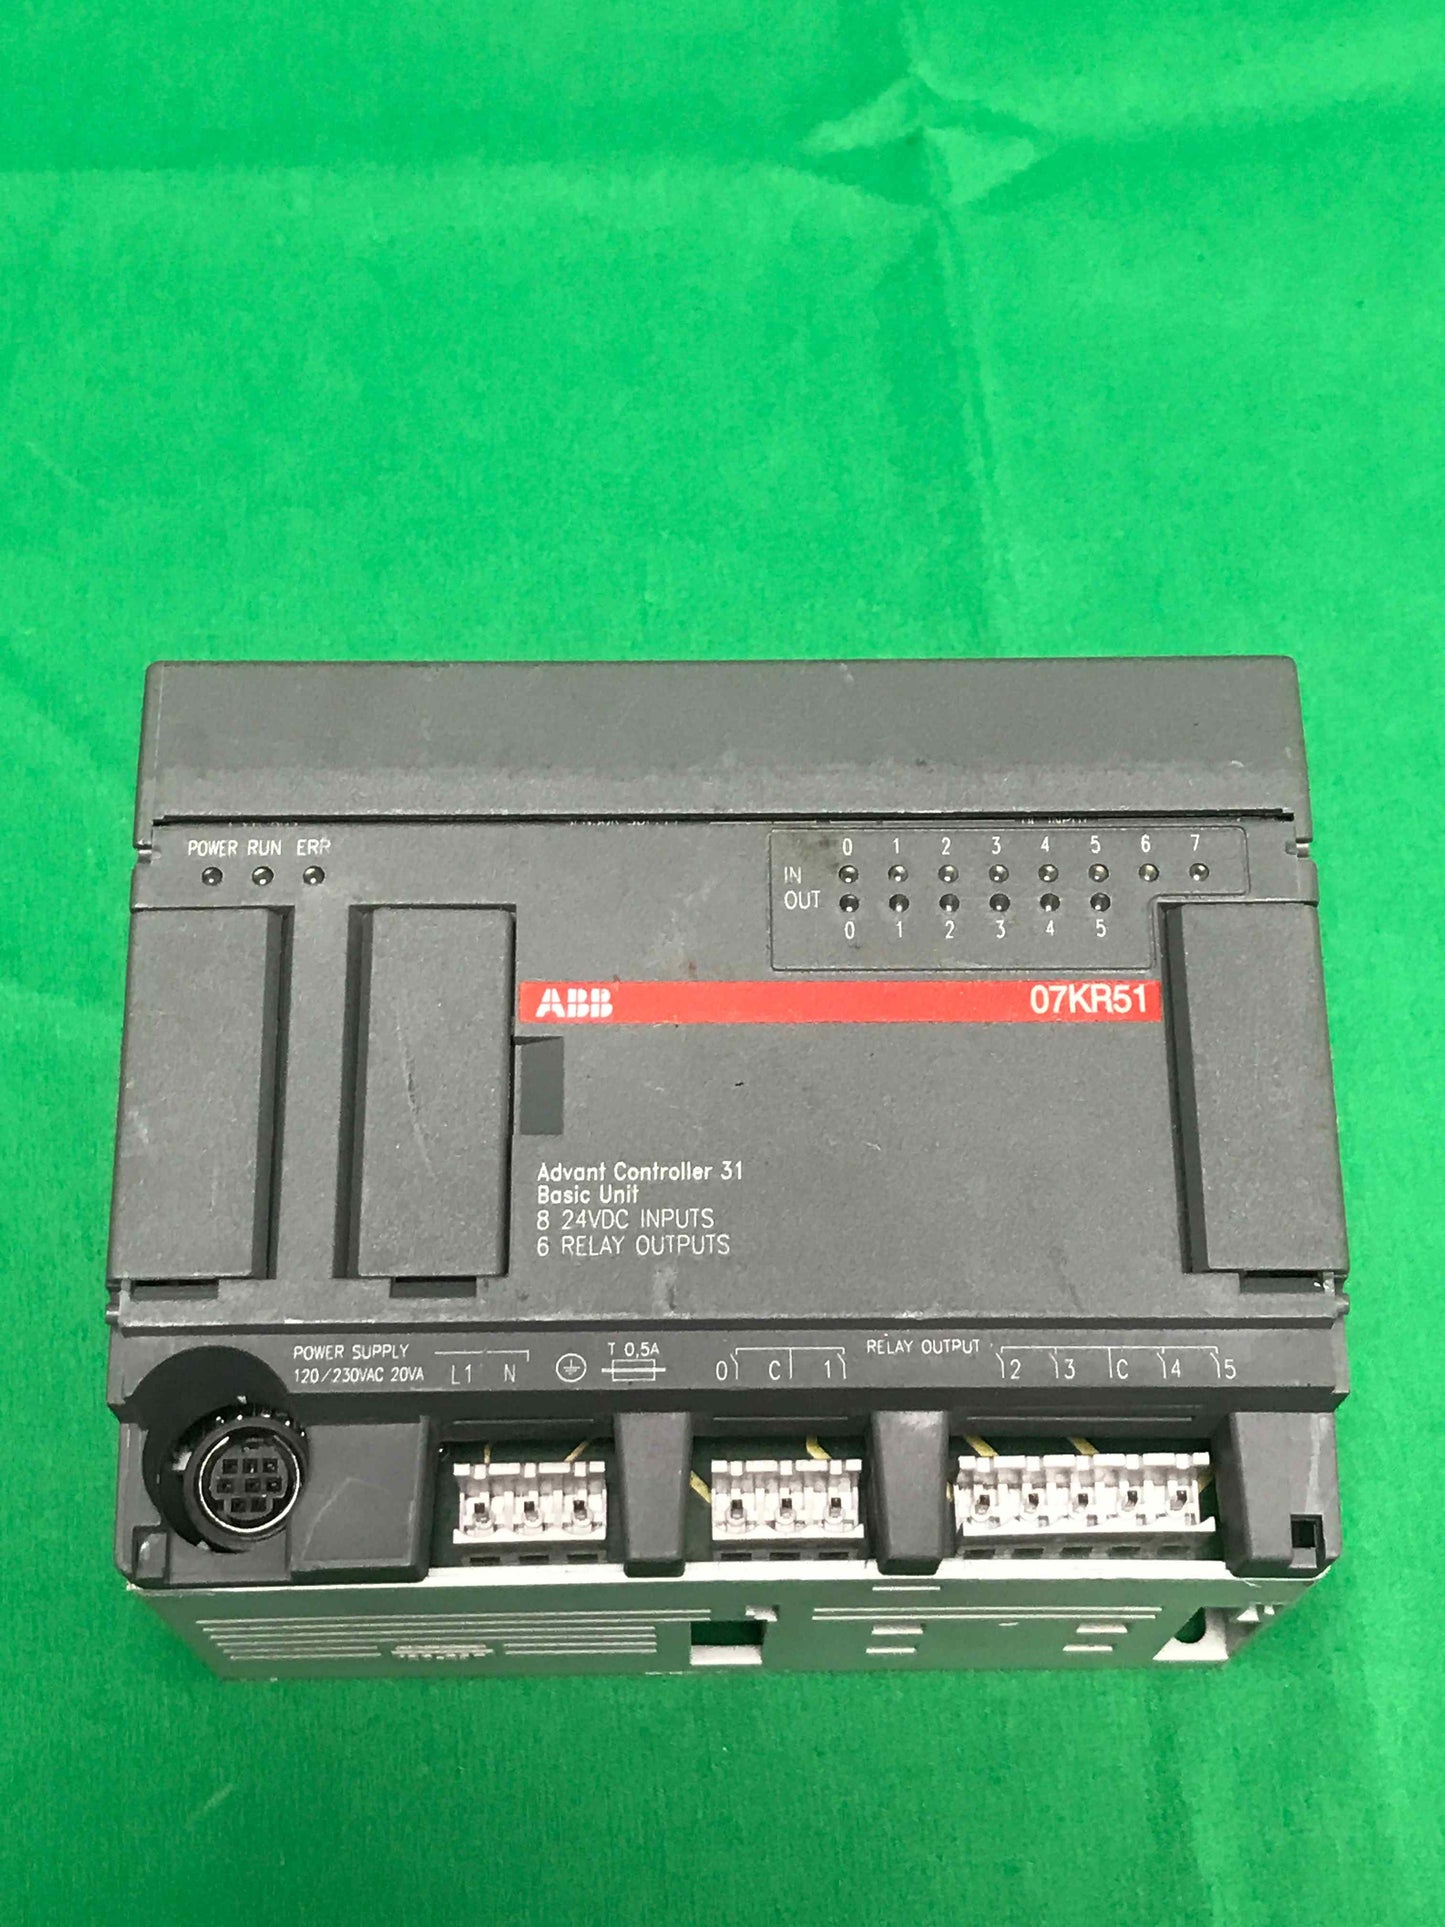 POWER RUN ERR
0 1 2 3 4 5 6 7
IN
OUT
0 1 2 3 4 5
ABB 07KR51
Advant Controller 31
Basic Unit
8 24VDC INPUTS
6 RELAY OUTPUTS
POWER SUPPLY
120/230VAC 20VA
L1 N
T 0,5A
RELAY OUTPUT
0 C 1 2 3 C 4 5